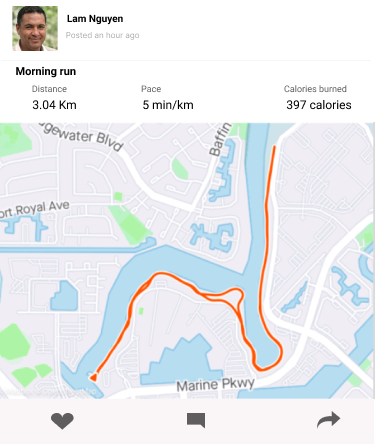 Lam Nguyen
Posted an hour ago
Morning run
Distance
Pace
Calories burned
3.04 Km
5 min/km
397 calories
gewater Blvd
Baffin
ort Royal Ave
Marine Pkwy